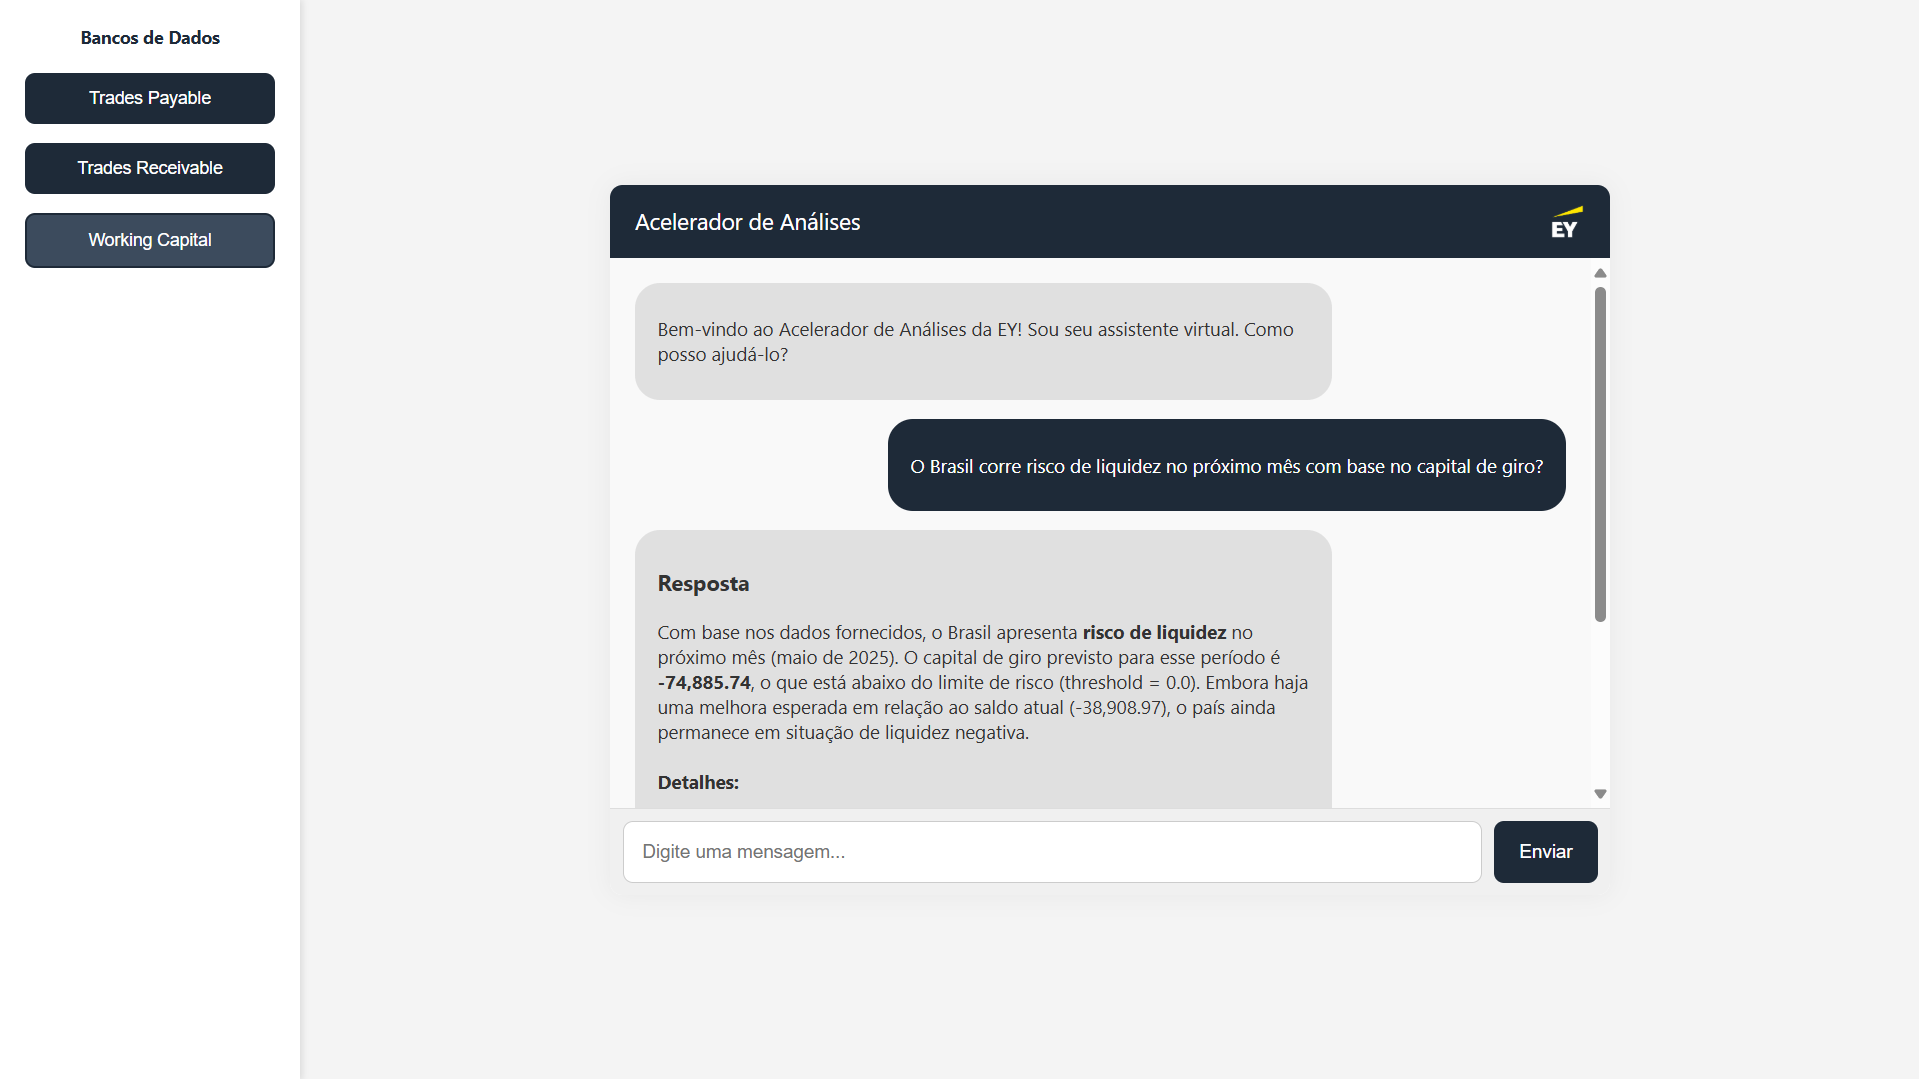 Bancos de Dados
Trades Payable
Trades Receivable
Working Capital
Acelerador de Análises
EY
Bem-vindo ao Acelerador de Análises da EY! Sou seu assistente virtual. Como
posso ajudá-lo?
O Brasil corre risco de liquidez no próximo mês com base no capital de giro?
Resposta
Com base nos dados fornecidos, o Brasil apresenta risco de liquidez no
próximo mês (maio de 2025). O capital de giro previsto para esse período é
-74,885.74, o que está abaixo do limite de risco (threshold = 0.0). Embora haja
uma melhora esperada em relação ao saldo atual (-38,908.97), o país ainda
permanece em situação de liquidez negativa.
Detalhes:
Digite uma mensagem...
Enviar